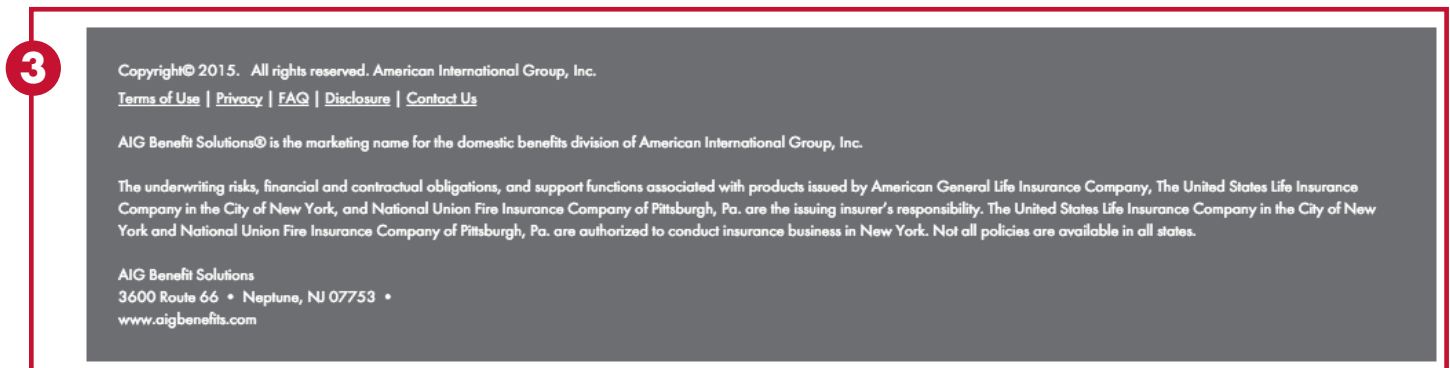 3
Copyright© 2015. All rights reserved. American International Group, Inc.
Terms of Use | Privacy | FAQ | Disclosure | Contact Us
AIG Benefit Solutions® is the marketing name for the domestic benefits division of American International Group, Inc.
The underwriting risks, financial and contractual obligations, and support functions associated with products issued by American General Life Insurance Company, The United States Life Insurance
Company in the City of New York, and National Union Fire Insurance Company of Pittsburgh, Pa. are the issuing insurer's responsibility. The United States Life Insurance Company in the City of New
York and National Union Fire Insurance Company of Pittsburgh, Pa. are authorized to conduct insurance business in New York. Not all policies are available in all states.
AIG Benefit Solutions
3600 Route 66 • Neptune, NJ 07753 •
www.aigbenefits.com